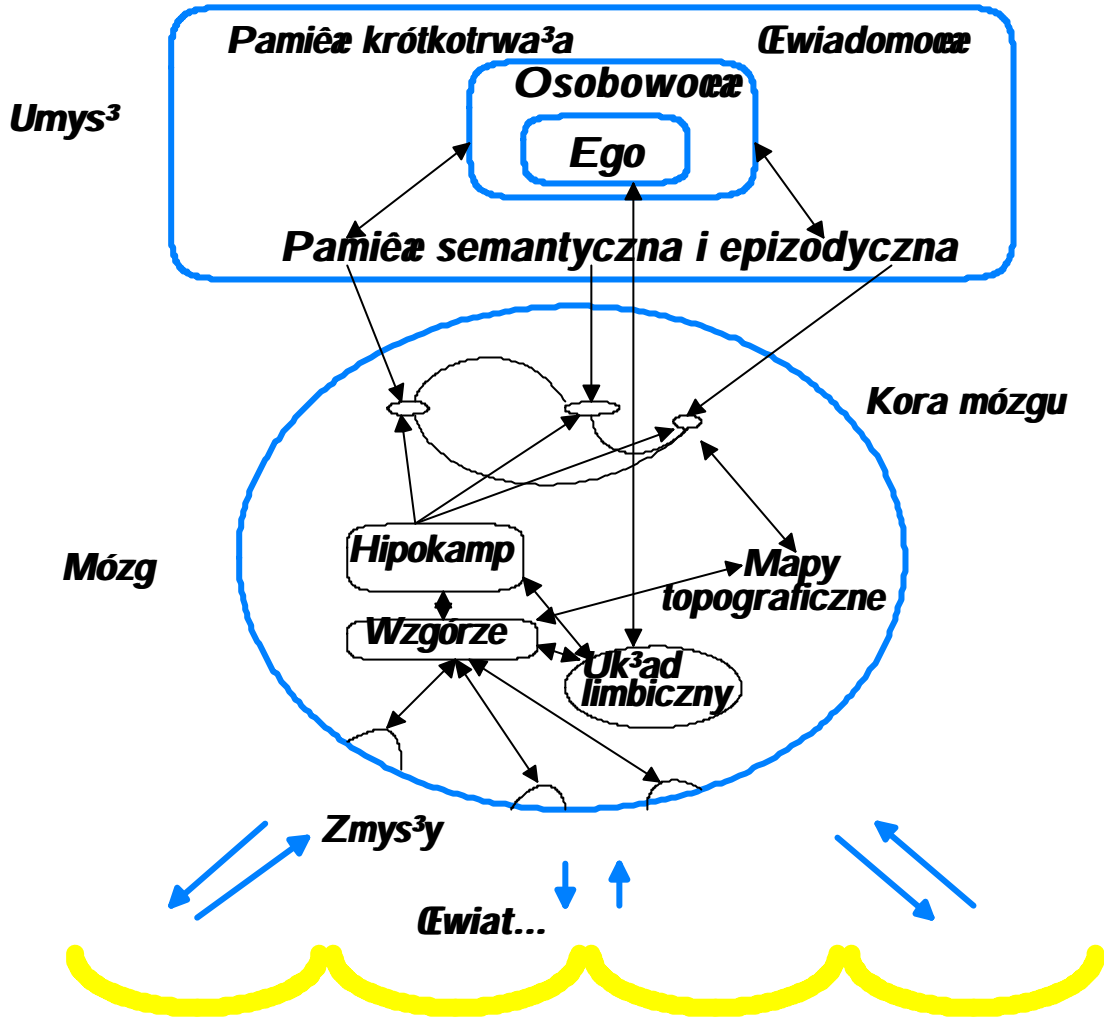 Pamiêæ krótkotrwa³a
Œwiadomoœæ
Osobowoœæ
Umys³
Ego
Pamiêæ semantyczna i epizodyczna
Kora mózgu
Hipokamp
Mózg
Mapy
topograficzne
Wzgórze
Uk³ad
limbiczny
Zmys³y
Œwiat...